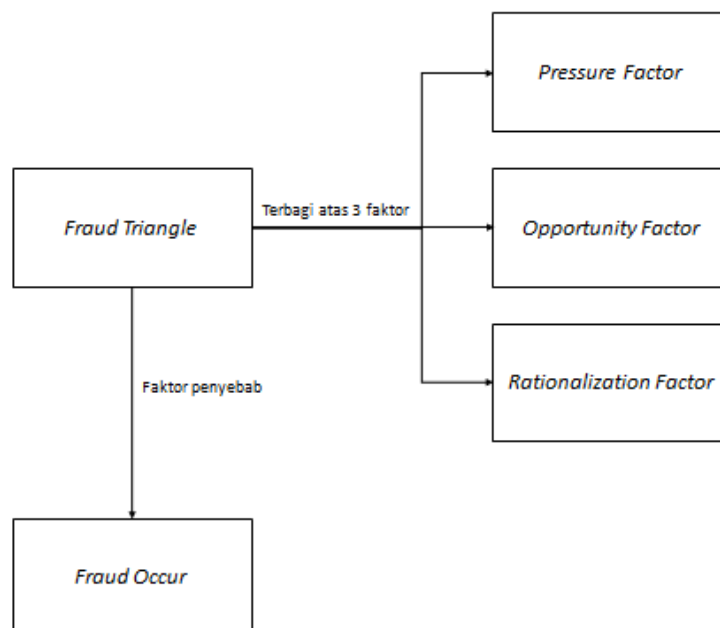 Pressure Factor
Terbagi atas 3 faktor
Fraud Triangle
Opportunity Factor
Faktor penyebab
Rationalization Factor
Fraud Occur